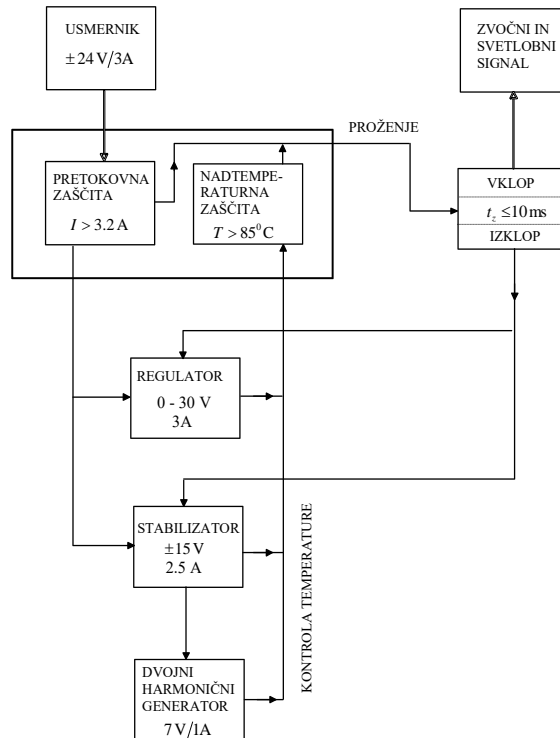 USMERNIK
±24 V/3A
ZVOČNI IN
SVETLOBNI
SIGNAL
PROŽENJE
PRETOKOVNA
ZAŠČITA
I > 3.2 A
NADTEMPE-
RATURNA
ZAŠČITA
T > 85⁰C
VKLOP
t_z ≤10 ms
IZKLOP
REGULATOR
0 - 30 V
3A
STABILIZATOR
±15 V
2.5 A
KONTROLA TEMPERATURE
DVOJNI
HARMONIČNI
GENERATOR
7 V/1A